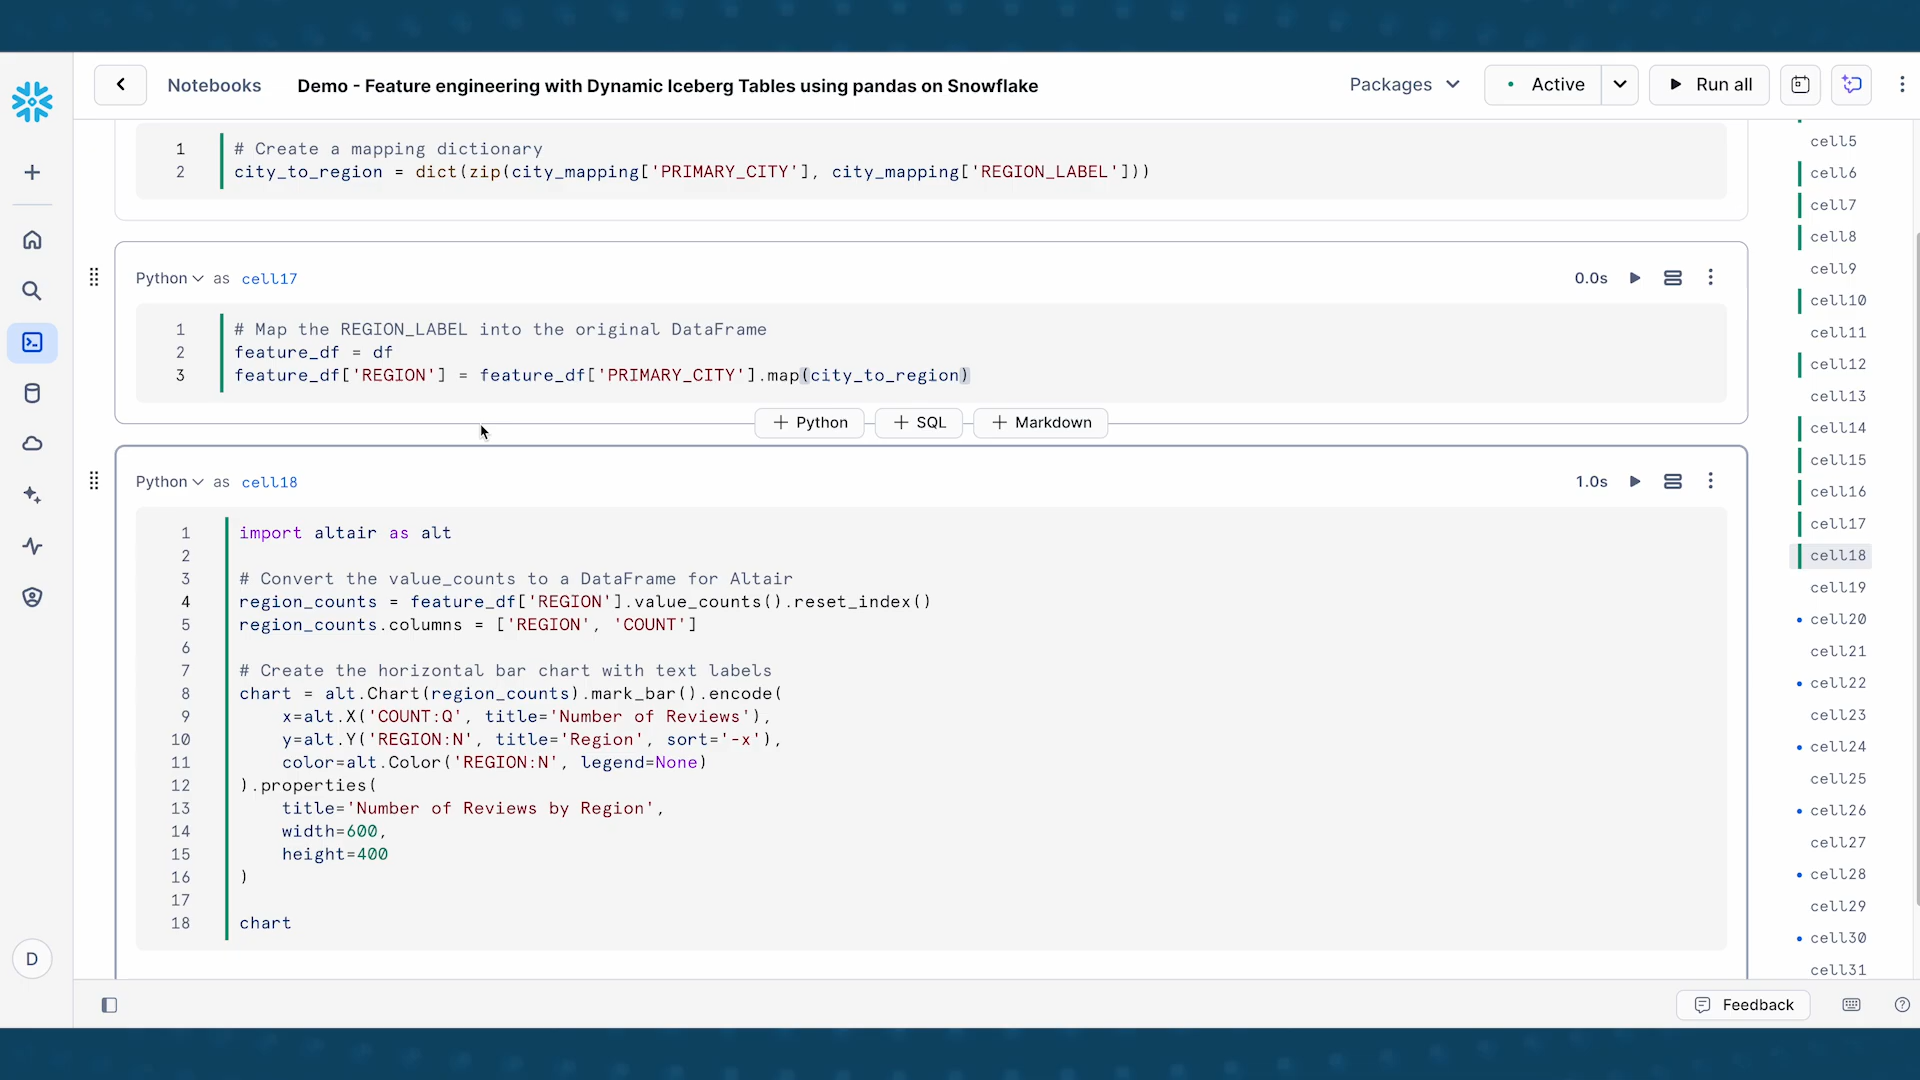 Notebooks
Demo - Feature engineering with Dynamic Iceberg Tables using pandas on Snowflake
Packages
Active
Run all
1 # Create a mapping dictionary
2 city_to_region = dict(zip(city_mapping['PRIMARY_CITY'], city_mapping['REGION_LABEL']))
Python as cell17
0.0s
1 # Map the REGION_LABEL into the original DataFrame
2 feature_df = df
3 feature_df['REGION'] = feature_df['PRIMARY_CITY'].map(city_to_region)
+ Python
+ SQL
+ Markdown
Python as cell18
1.0s
1 import altair as alt
2
3 # Convert the value_counts to a DataFrame for Altair
4 region_counts = feature_df['REGION'].value_counts().reset_index()
5 region_counts.columns = ['REGION', 'COUNT']
6
7 # Create the horizontal bar chart with text labels
8 chart = alt.Chart(region_counts).mark_bar().encode(
9     x=alt.X('COUNT:Q', title='Number of Reviews'),
10     y=alt.Y('REGION:N', title='Region', sort='-x'),
11     color=alt.Color('REGION:N', legend=None)
12 ).properties(
13     title='Number of Reviews by Region',
14     width=600,
15     height=400
16 )
17
18 chart
cell5
cell6
cell7
cell8
cell9
cell10
cell11
cell12
cell13
cell14
cell15
cell16
cell17
cell18
cell19
cell20
cell21
cell22
cell23
cell24
cell25
cell26
cell27
cell28
cell29
cell30
cell31
D
Feedback